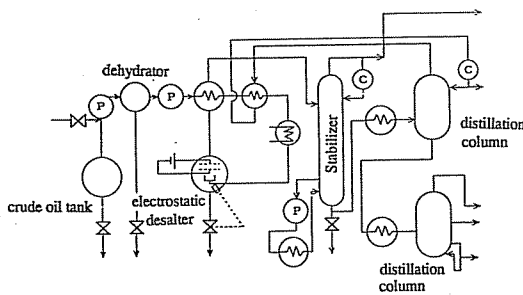 dehydrator
P
P
C
C
distillation
column
Stabilizer
crude oil tank
electrostatic
desalter
P
distillation
column